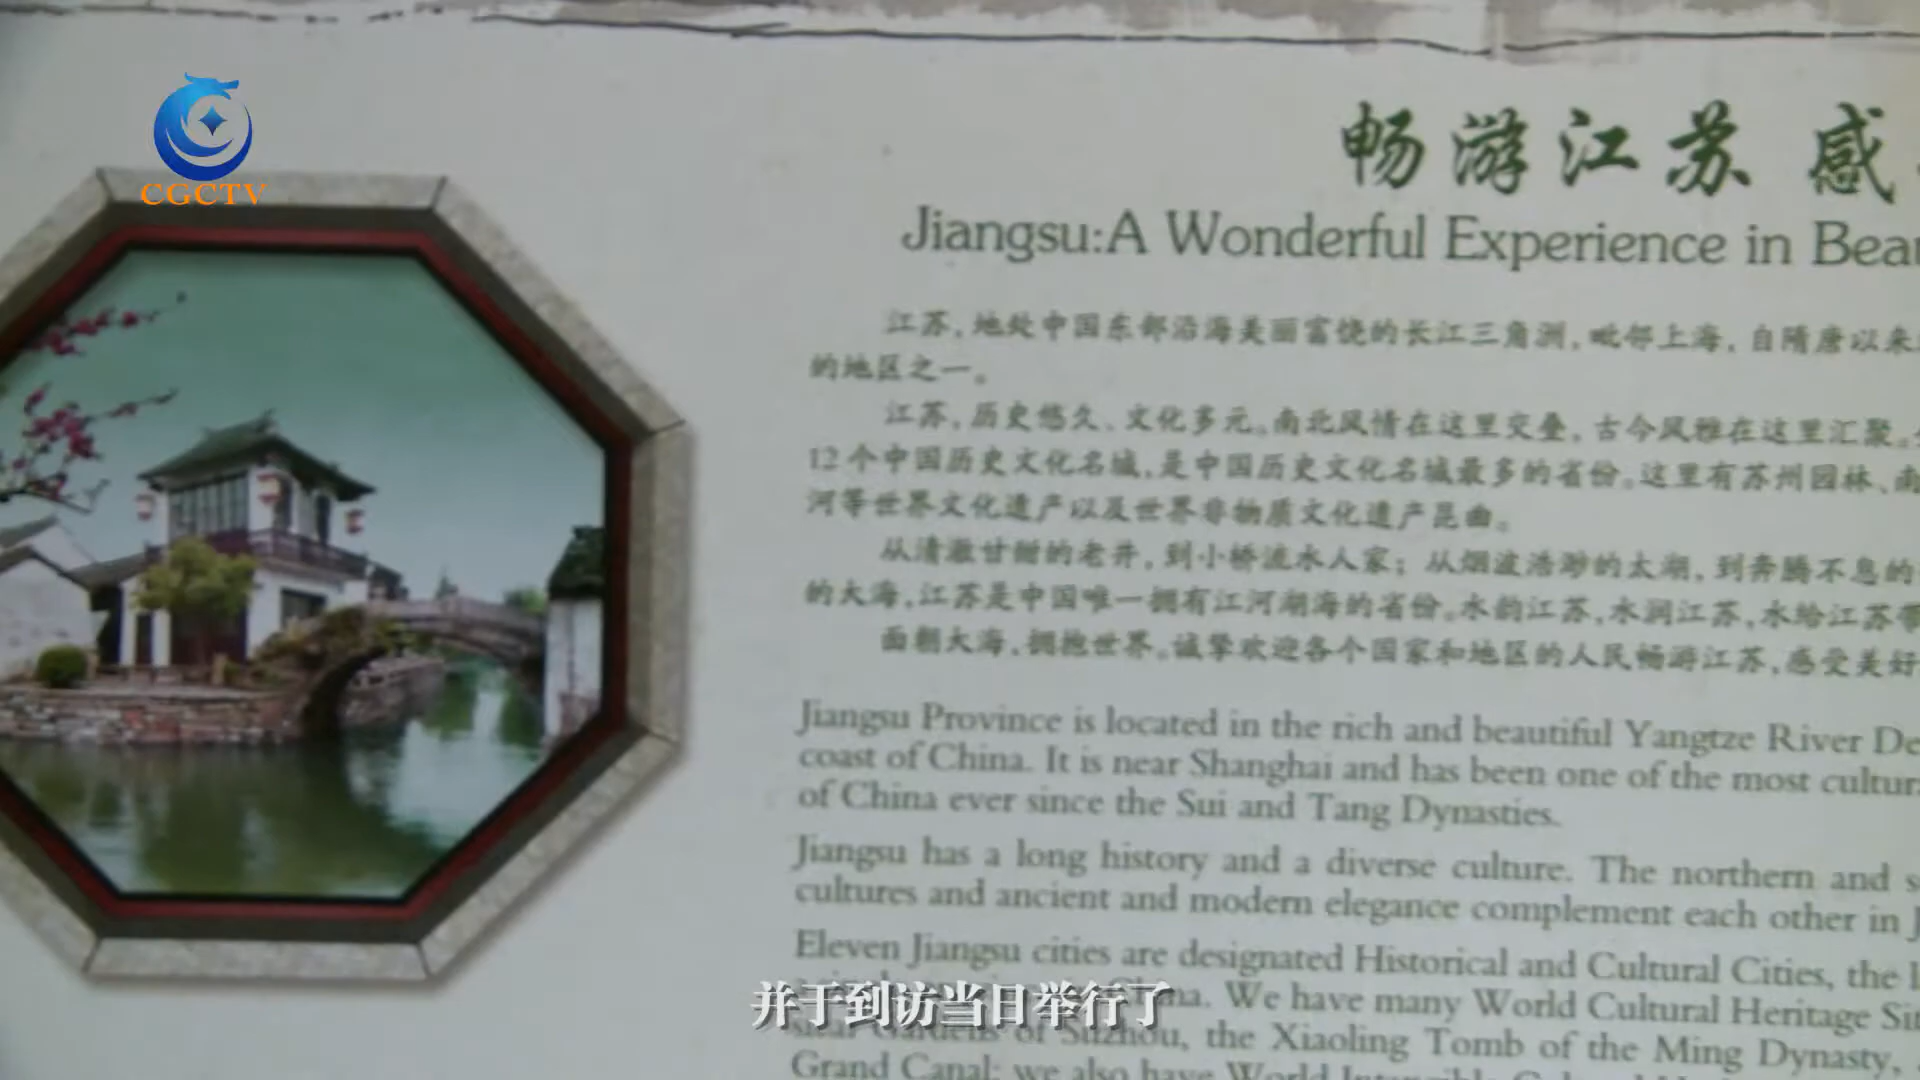 CGCTV
畅游江苏 感
Jiangsu:A Wonderful Experience in Beau
江苏,地处中国东部沿海美丽富饶的长江三角洲,毗邻上海,自隋唐以来
的地区之一。
江苏,历史悠久、文化多元。南北风情在这里交叠,古今风雅在这里汇聚。
12个中国历史文化名城,是中国历史文化名城最多的省份。这里有苏州园林、南
河等世界文化遗产以及世界非物质文化遗产昆曲。
从清澈甘甜的老井,到小桥流水人家;从烟波浩渺的太湖,到奔腾不息的
的大海,江苏是中国唯一拥有江河湖海的省份。水韵江苏,水润江苏,水给江苏带
面朝大海,拥抱世界。诚挚欢迎各个国家和地区的人民畅游江苏,感受美好
Jiangsu Province is located in the rich and beautiful Yangtze River De
coast of China. It is near Shanghai and has been one of the most cultur
of China ever since the Sui and Tang Dynasties.
Jiangsu has a long history and a diverse culture. The northern and s
cultures and ancient and modern elegance complement each other in J
Eleven Jiangsu cities are designated Historical and Cultural Cities, the l
We have many World Cultural Heritage Si
Gardens of Suzhou, the Xiaoling Tomb of the Ming Dynasty,
Grand Canal; we also have World
并于到访当日举行了